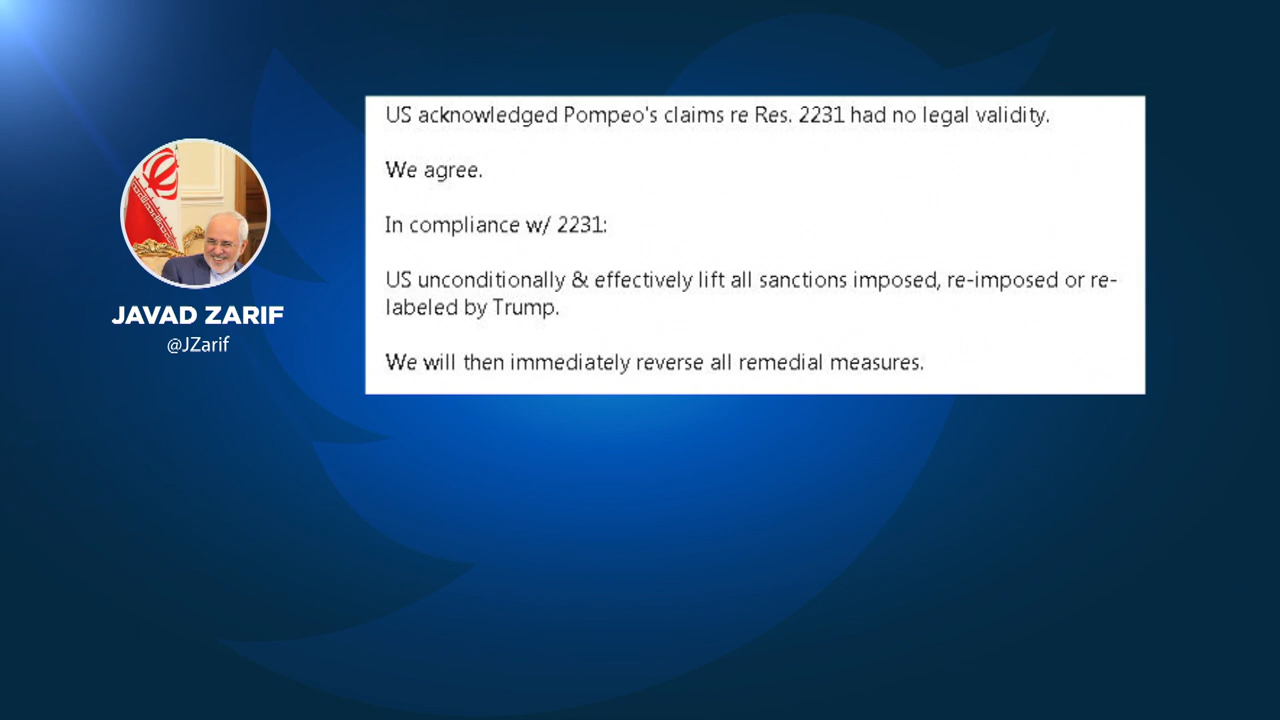 JAVAD ZARIF
@JZarif
US acknowledged Pompeo's claims re Res. 2231 had no legal validity.
We agree.
In compliance w/ 2231:
US unconditionally & effectively lift all sanctions imposed, re-imposed or re-
labeled by Trump.
We will then immediately reverse all remedial measures.